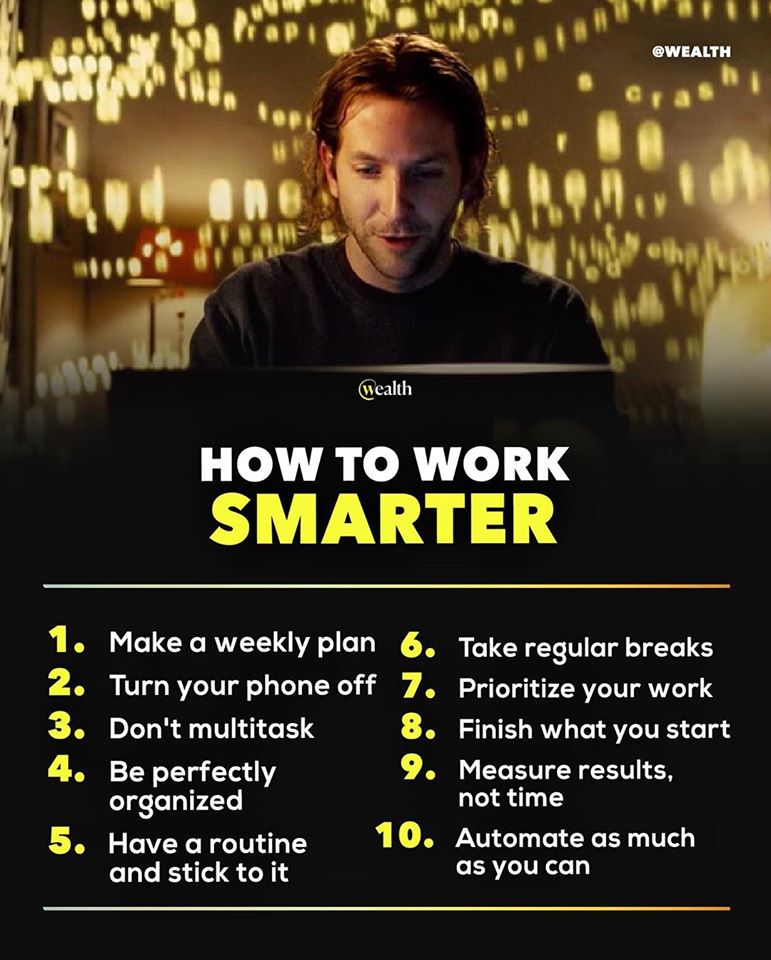 @WEALTH
wealth
HOW TO WORK
SMARTER
1. Make a weekly plan
2. Turn your phone off
3. Don't multitask
4. Be perfectly
organized
5. Have a routine
and stick to it
6. Take regular breaks
7. Prioritize your work
8. Finish what you start
9. Measure results,
not time
10. Automate as much
as you can